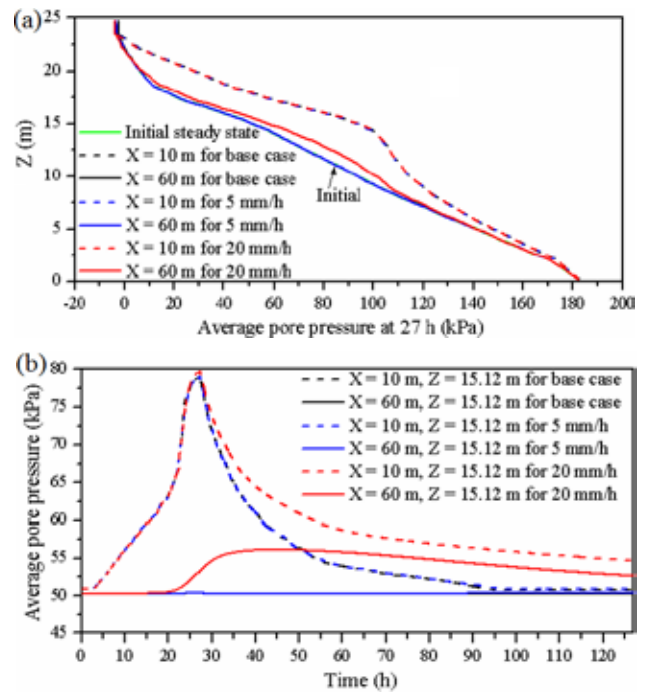 (a)
25
20
15
10
5
0
Z (m)
Initial steady state
X = 10 m for base case
X = 60 m for base case
X = 10 m for 5 mm/h
X = 60 m for 5 mm/h
X = 10 m for 20 mm/h
X = 60 m for 20 mm/h
Initial
-20 0 20 40 60 80 100 120 140 160 180 200
Average pore pressure at 27 h (kPa)
(b)
80
75
70
65
60
55
50
45
Average pore pressure (kPa)
X = 10 m, Z = 15.12 m for base case
X = 60 m, Z = 15.12 m for base case
X = 10 m, Z = 15.12 m for 5 mm/h
X = 60 m, Z = 15.12 m for 5 mm/h
X = 10 m, Z = 15.12 m for 20 mm/h
X = 60 m, Z = 15.12 m for 20 mm/h
0 10 20 30 40 50 60 70 80 90 100 110 120
Time (h)